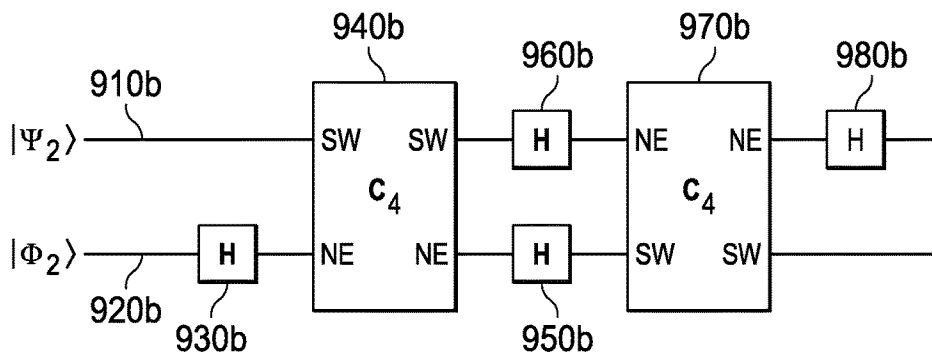 940b
960b
970b
980b
910b
|Ψ₂⟩
SW
SW
H
NE
NE
H
C₄
C₄
|Φ₂⟩
H
NE
NE
H
SW
SW
920b
930b
950b